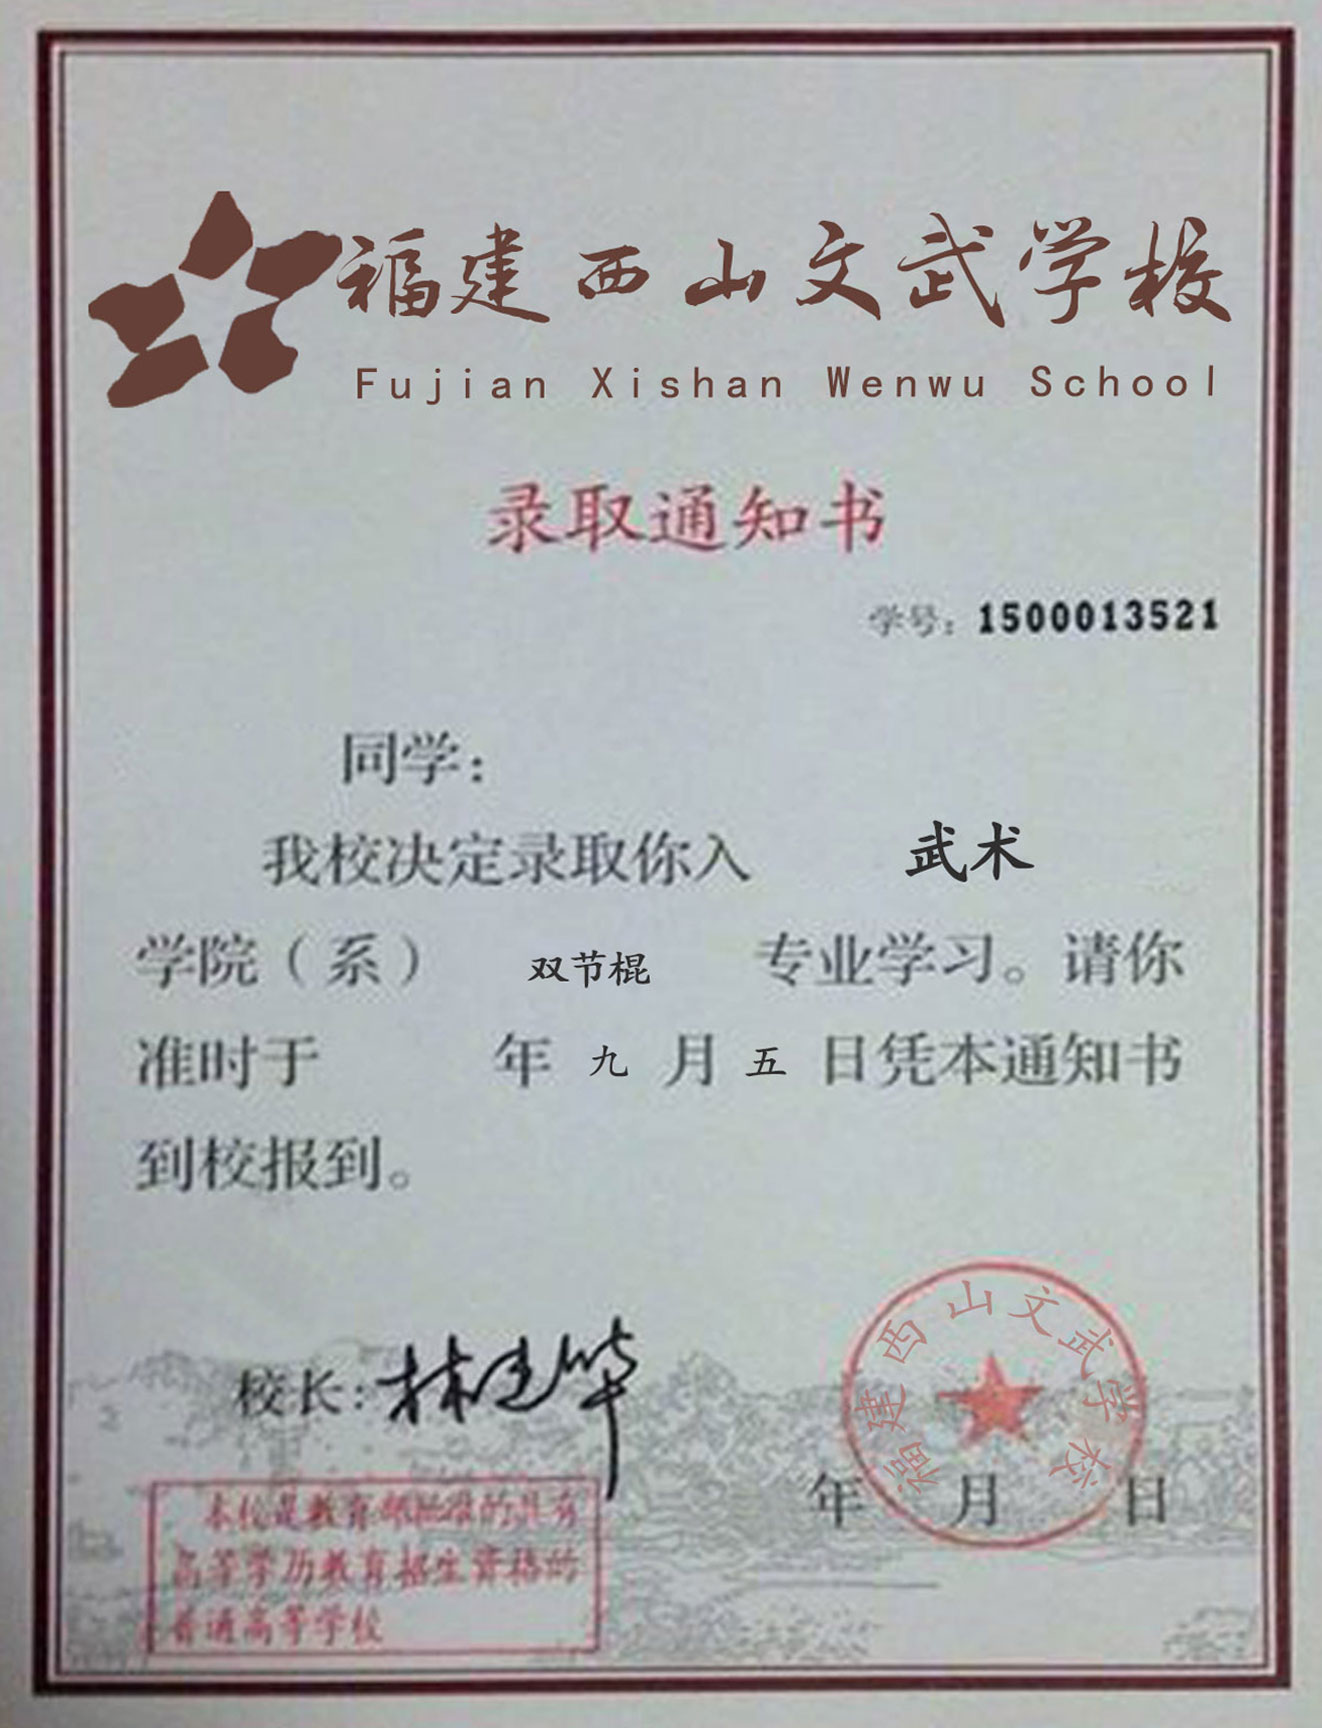 福建西山文武学校
Fujian Xishan Wenwu School
录取通知书
学号：1500013521
同学：
我校决定录取你入 武术
学院（系） 双节棍 专业学习。请你
准时于 年 九 月 五 日凭本通知书
到校报到。
福建西山文武学校
校长：林建华
年 月 日
本校是教育部批准的具有
高等学历教育招生资格的
普通高等学校